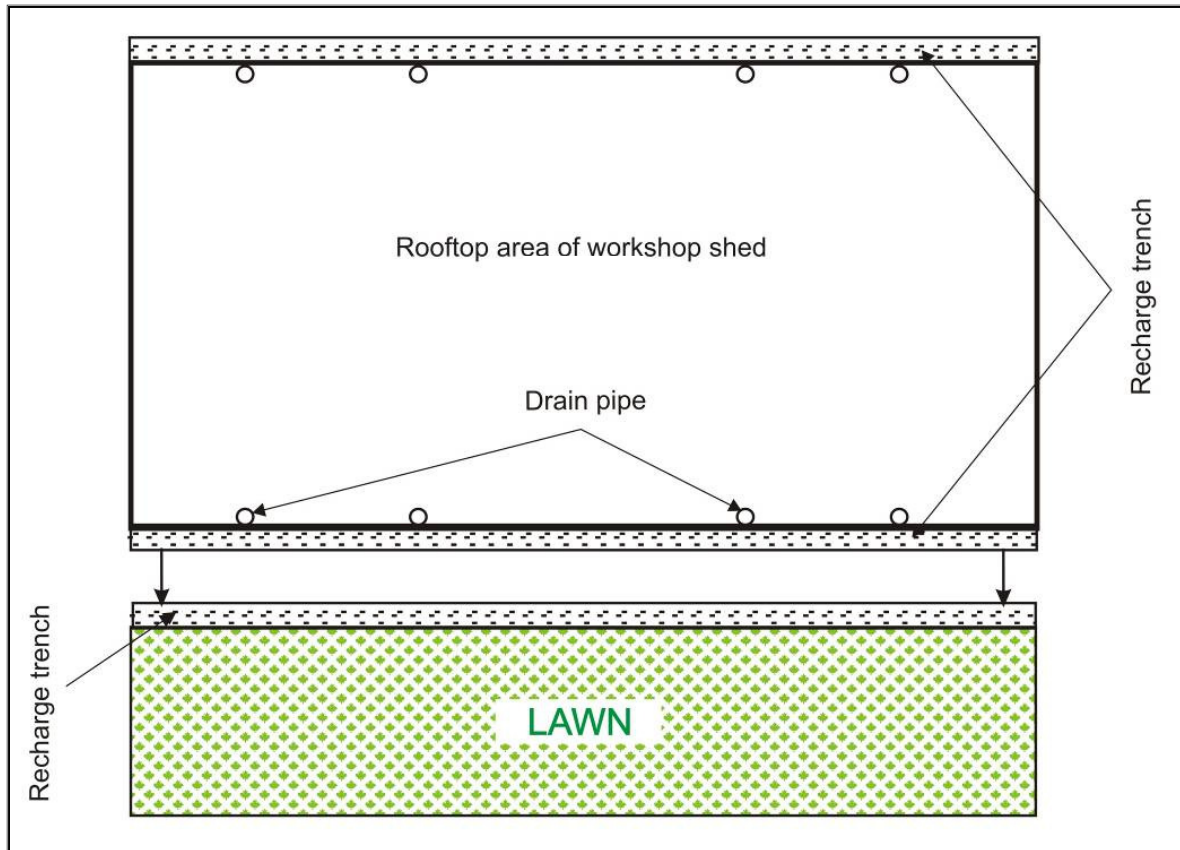 Rooftop area of workshop shed
Recharge trench
Drain pipe
Recharge trench
LAWN